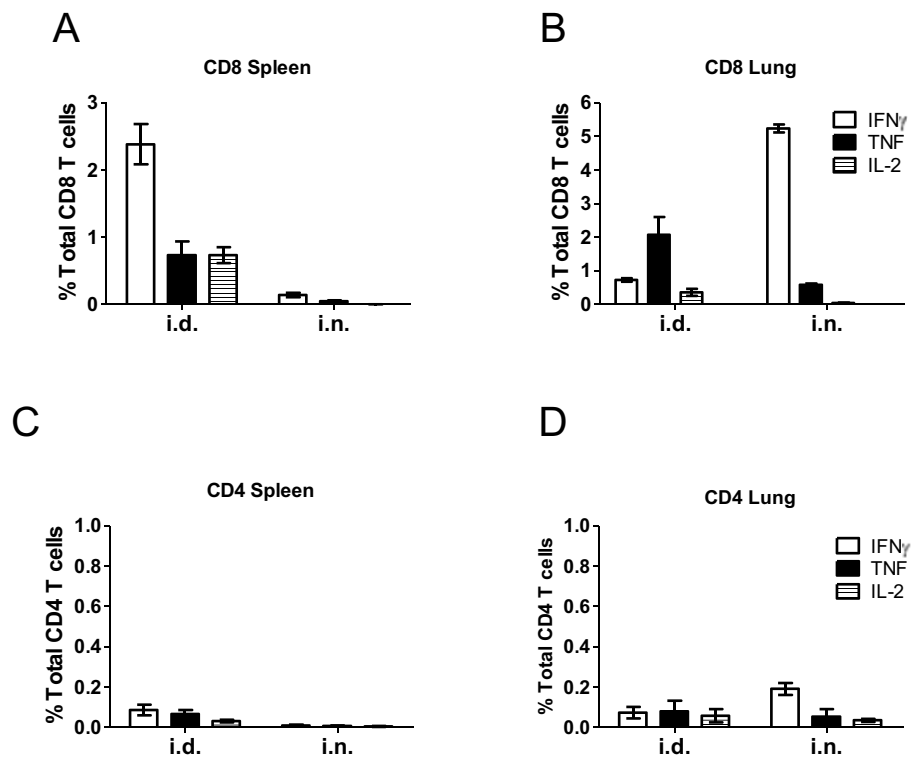 A
CD8 Spleen
% Total CD8 T cells
3
2
1
0
i.d.
i.n.
B
CD8 Lung
% Total CD8 T cells
6
5
4
3
2
1
0
i.d.
i.n.
IFNγ
TNF
IL-2
C
CD4 Spleen
% Total CD4 T cells
1.0
0.8
0.6
0.4
0.2
0.0
i.d.
i.n.
D
CD4 Lung
% Total CD4 T cells
1.0
0.8
0.6
0.4
0.2
0.0
i.d.
i.n.
IFNγ
TNF
IL-2